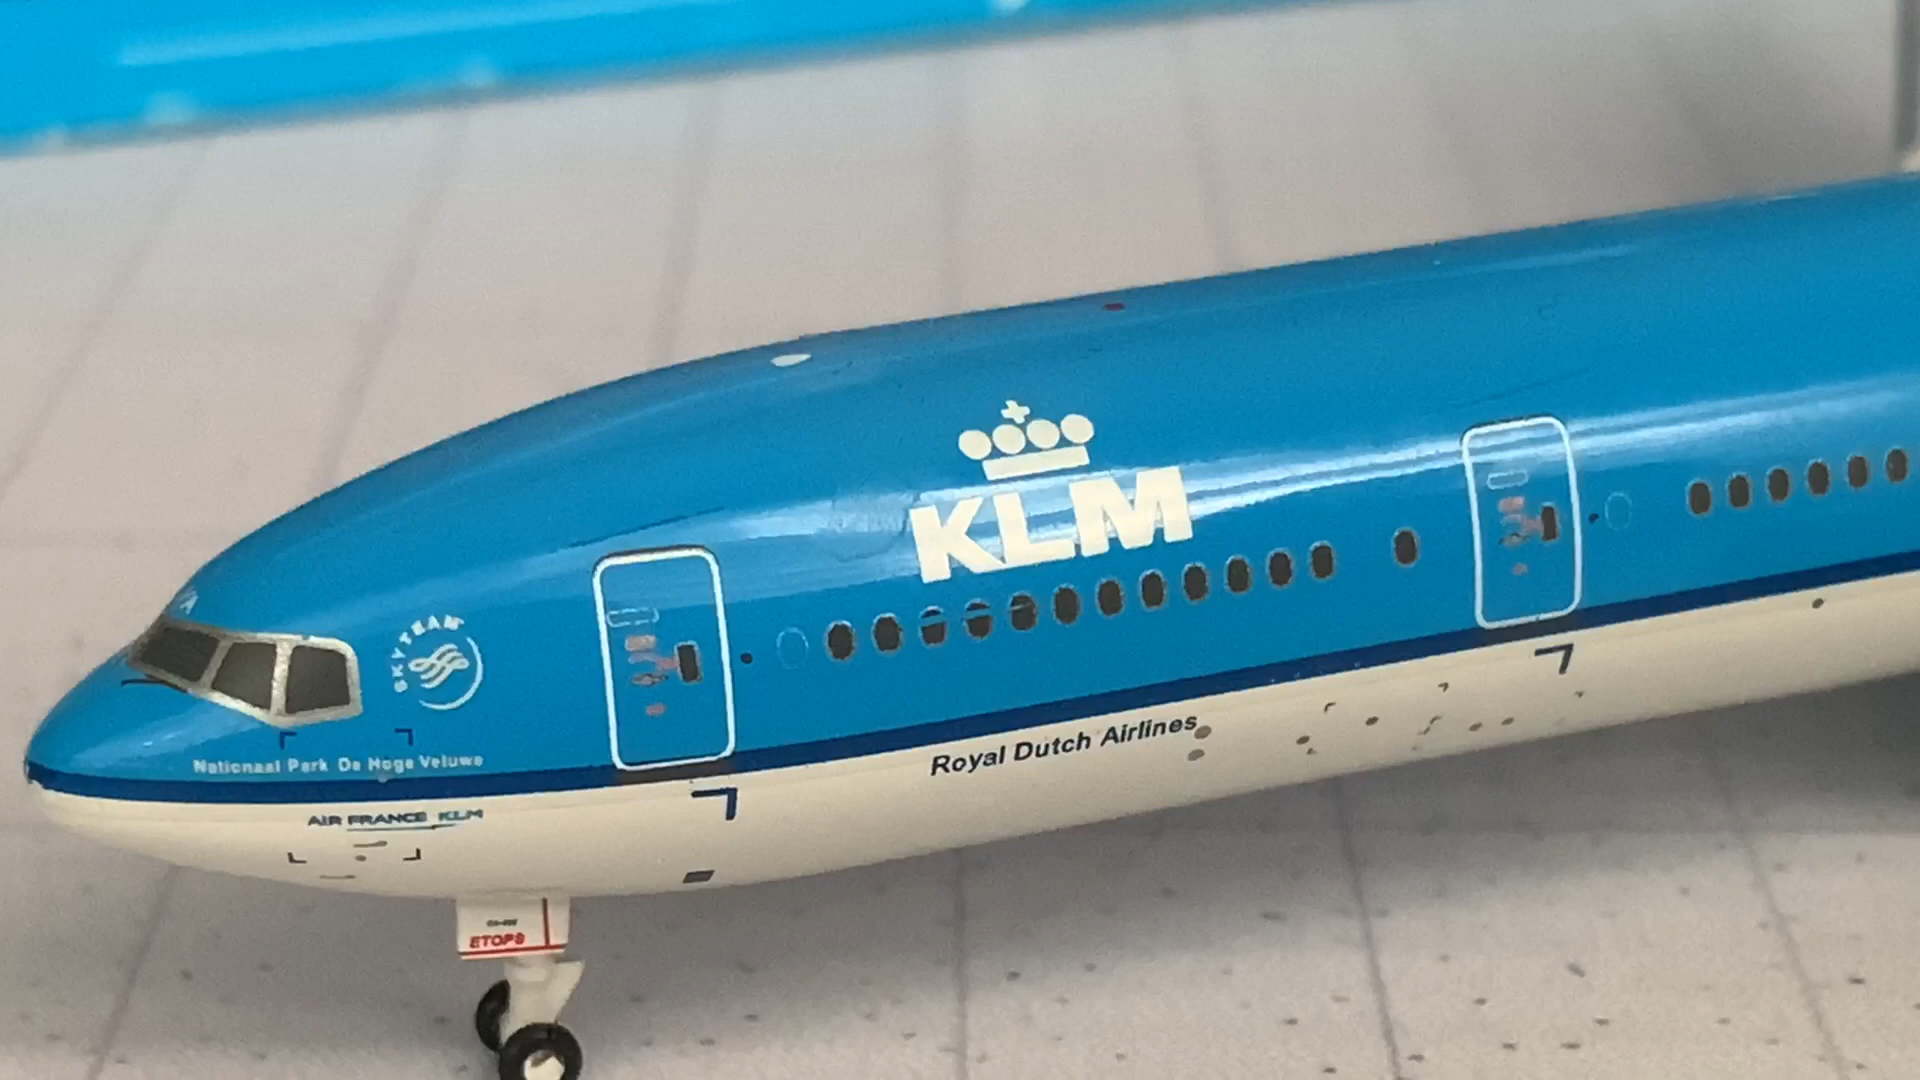 KLM
SKYTEAM
Nationaal Park De Hoge Veluwe
Royal Dutch Airlines
AIR FRANCE KLM
ETOPS